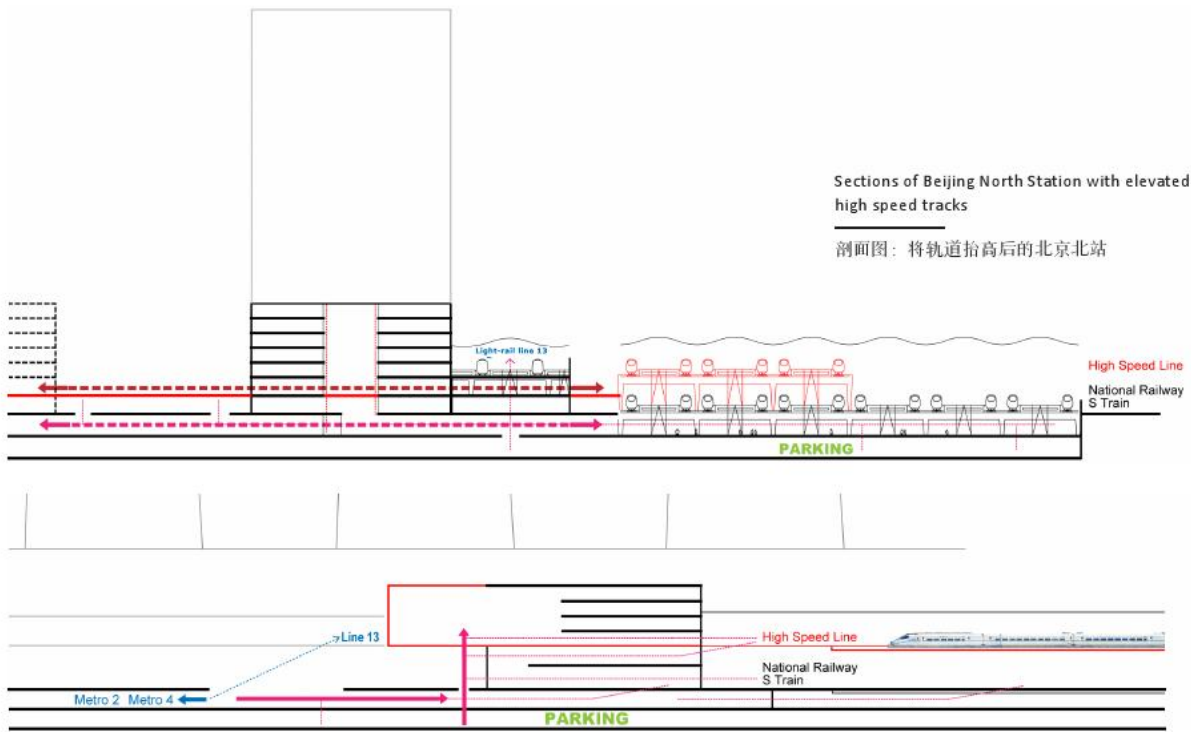 Sections of Beijing North Station with elevated
high speed tracks
剖面图：将轨道抬高后的北京北站
Light-rail line 13
High Speed Line
National Railway
S Train
PARKING
Line 13
High Speed Line
National Railway
S Train
Metro 2 Metro 4
PARKING